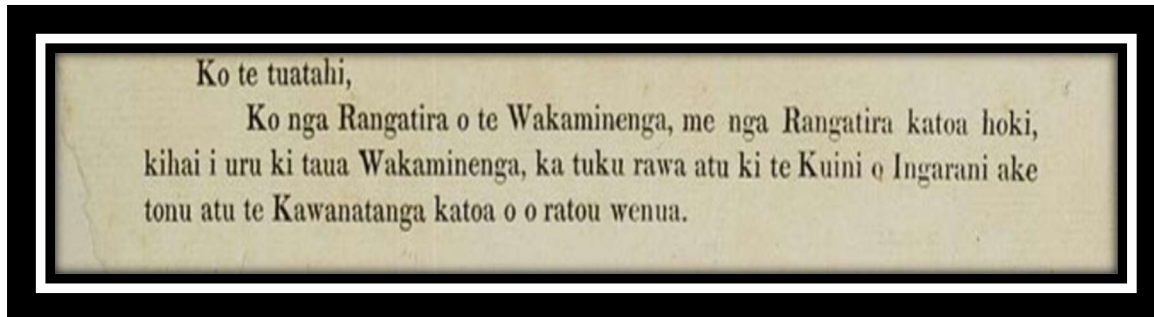 Ko te tuatahi,
Ko nga Rangatira o te Wakaminenga, me nga Rangatira katoa hoki,
kihai i uru ki taua Wakaminenga, ka tuku rawa atu ki te Kuini o Ingarani ake
tonu atu te Kawanatanga katoa o o ratou wenua.